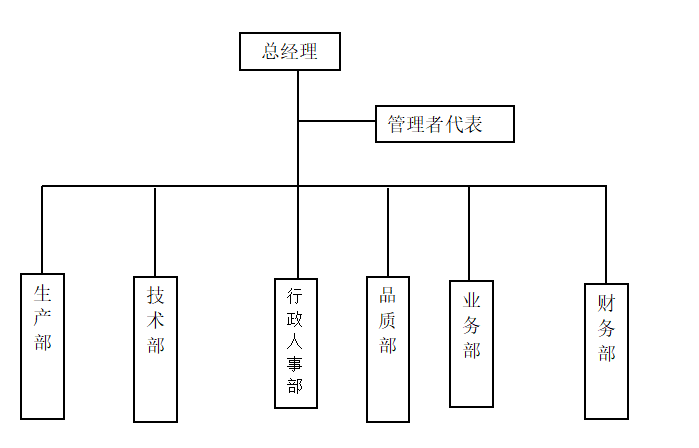 总经理
管理者代表
生产部
技术部
行政人事部
品质部
业务部
财务部